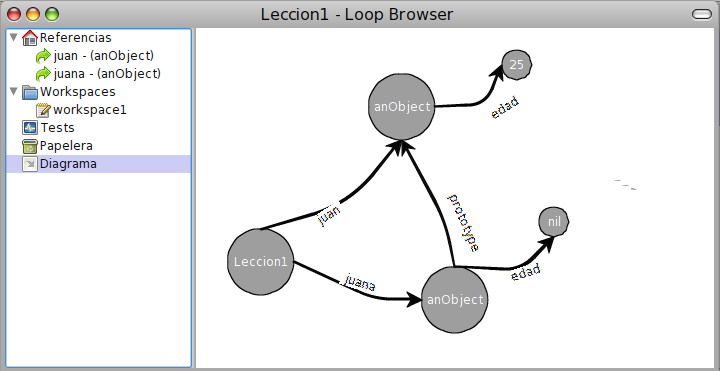 Leccion1 - Loop Browser
Referencias
juan - (anObject)
juana - (anObject)
Workspaces
workspace1
Tests
Papelera
Diagrama
25
anObject
edad
juan
prototype
nil
Leccion1
juana
edad
anObject